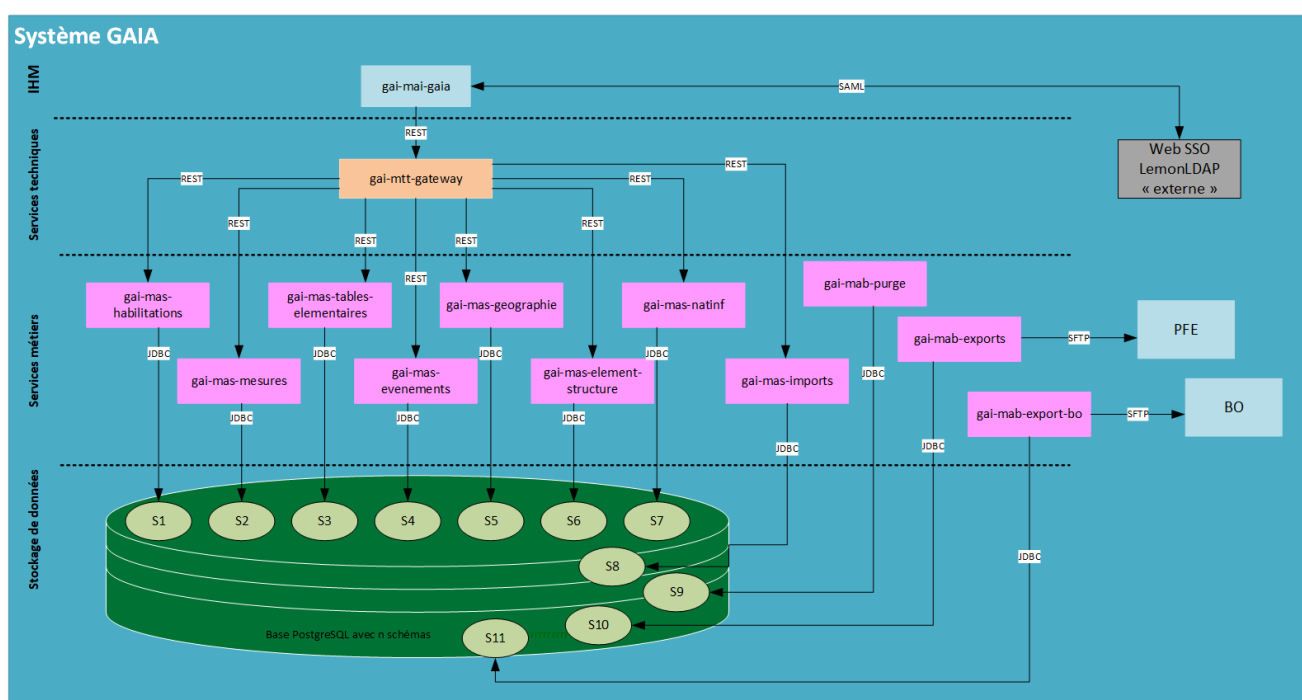 Système GAIA
IHM
gai-mai-gaia
SAML
REST
Services techniques
Web SSO
LemonLDAP
« externe »
gai-mtt-gateway
REST
REST
REST
REST
REST
REST
REST
REST
Services métiers
gai-mab-purge
gai-mas-
habilitations
gai-mas-tables-
elementaires
gai-mas-geographie
gai-mas-natinf
gai-mab-exports
SFTP
PFE
JDBC
JDBC
JDBC
JDBC
JDBC
gai-mas-mesures
gai-mas-
evenements
gai-mas-element-
structure
gai-mas-imports
gai-mab-export-bo
SFTP
BO
JDBC
JDBC
JDBC
JDBC
JDBC
JDBC
Stockage de données
S1
S2
S3
S4
S5
S6
S7
S8
S9
S10
S11
Base PostgreSQL avec n schémas